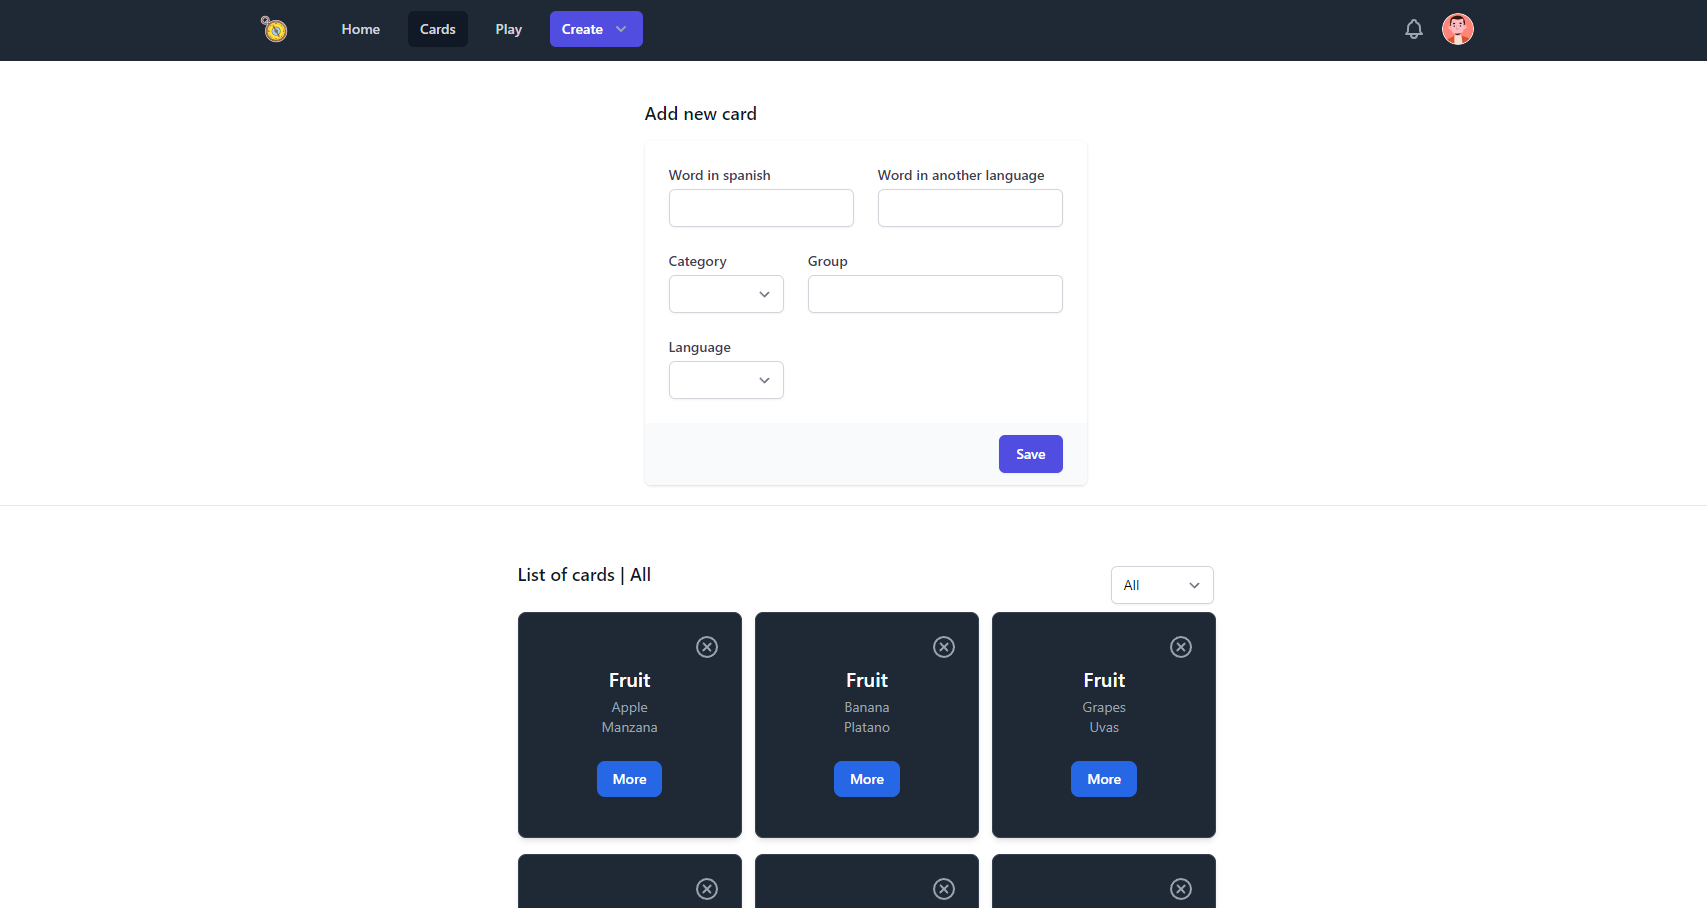 Home Cards Play Create
Add new card
Word in spanish Word in another language
Category Group
Language
Save
List of cards | All All
Fruit Fruit Fruit
Apple Banana Grapes
Manzana Platano Uvas
More More More